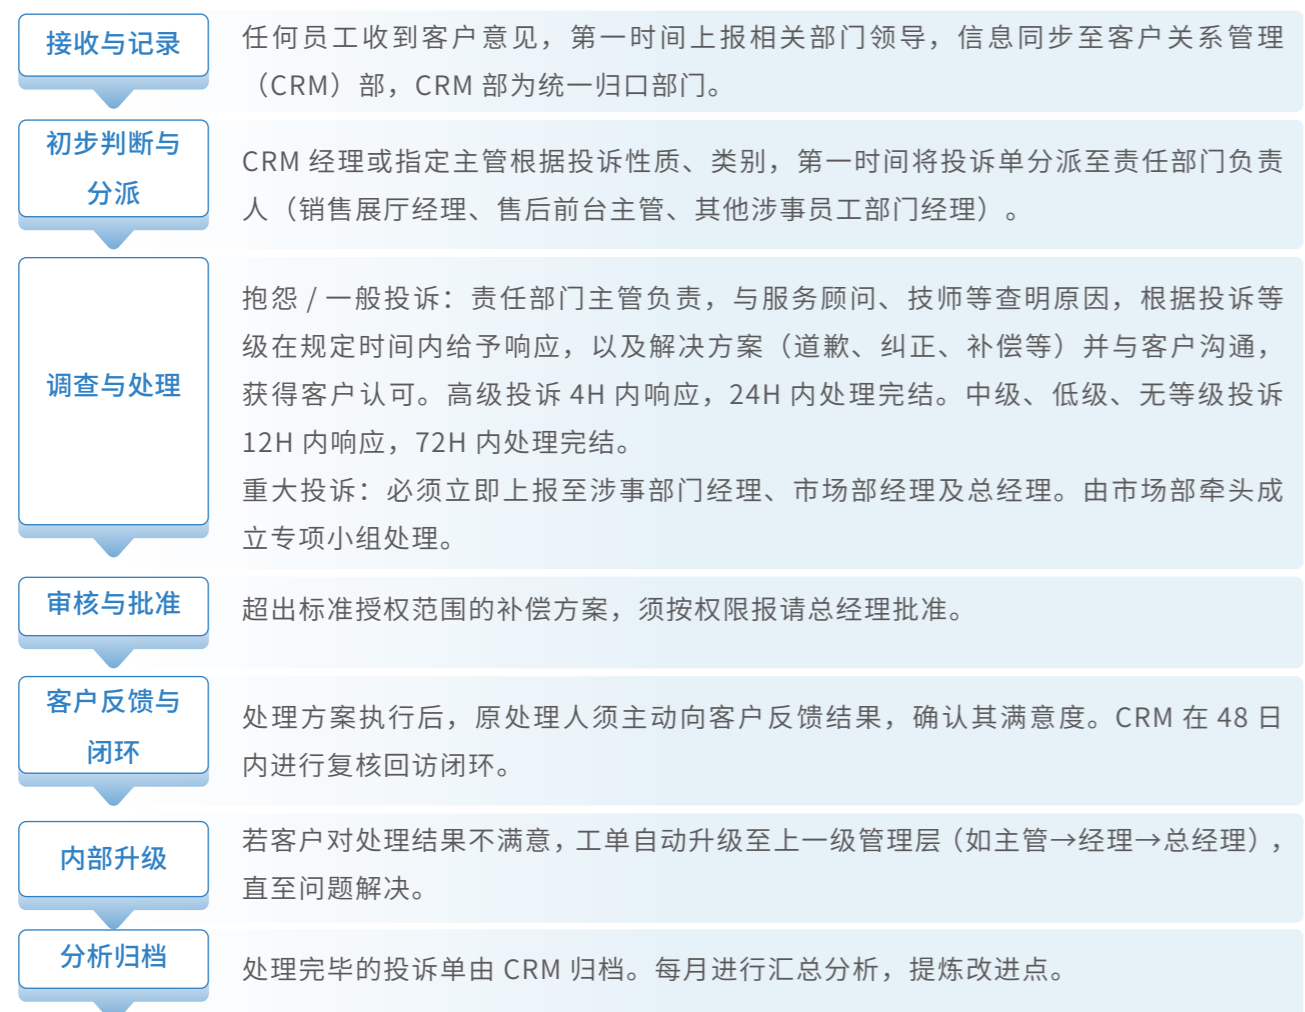 接收与记录
任何员工收到客户意见，第一时间上报相关部门领导，信息同步至客户关系管理
（CRM）部，CRM 部为统一归口部门。
初步判断与
分派
CRM 经理或指定主管根据投诉性质、类别，第一时间将投诉单分派至责任部门负责
人（销售展厅经理、售后前台主管、其他涉事员工部门经理）。
调查与处理
抱怨 / 一般投诉：责任部门主管负责，与服务顾问、技师等查明原因，根据投诉等
级在规定时间内给予响应，以及解决方案（道歉、纠正、补偿等）并与客户沟通，
获得客户认可。高级投诉 4H 内响应，24H 内处理完结。中级、低级、无等级投诉
12H 内响应，72H 内处理完结。
重大投诉：必须立即上报至涉事部门经理、市场部经理及总经理。由市场部牵头成
立专项小组处理。
审核与批准
超出标准授权范围的补偿方案，须按权限报请总经理批准。
客户反馈与
闭环
处理方案执行后，原处理人须主动向客户反馈结果，确认其满意度。CRM 在 48 日
内进行复核回访闭环。
内部升级
若客户对处理结果不满意，工单自动升级至上一级管理层（如主管→经理→总经理），
直至问题解决。
分析归档
处理完毕的投诉单由 CRM 归档。每月进行汇总分析，提炼改进点。